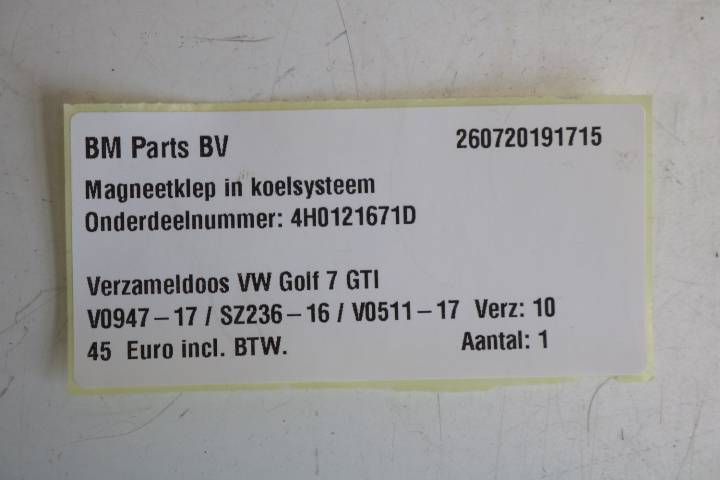 BM Parts BV 260720191715
Magneetklep in koelsysteem
Onderdeelnummer: 4H0121671D
Verzameldoos VW Golf 7 GTI
V0947-17 / SZ236-16 / V0511-17 Verz: 10
45 Euro incl. BTW. Aantal: 1